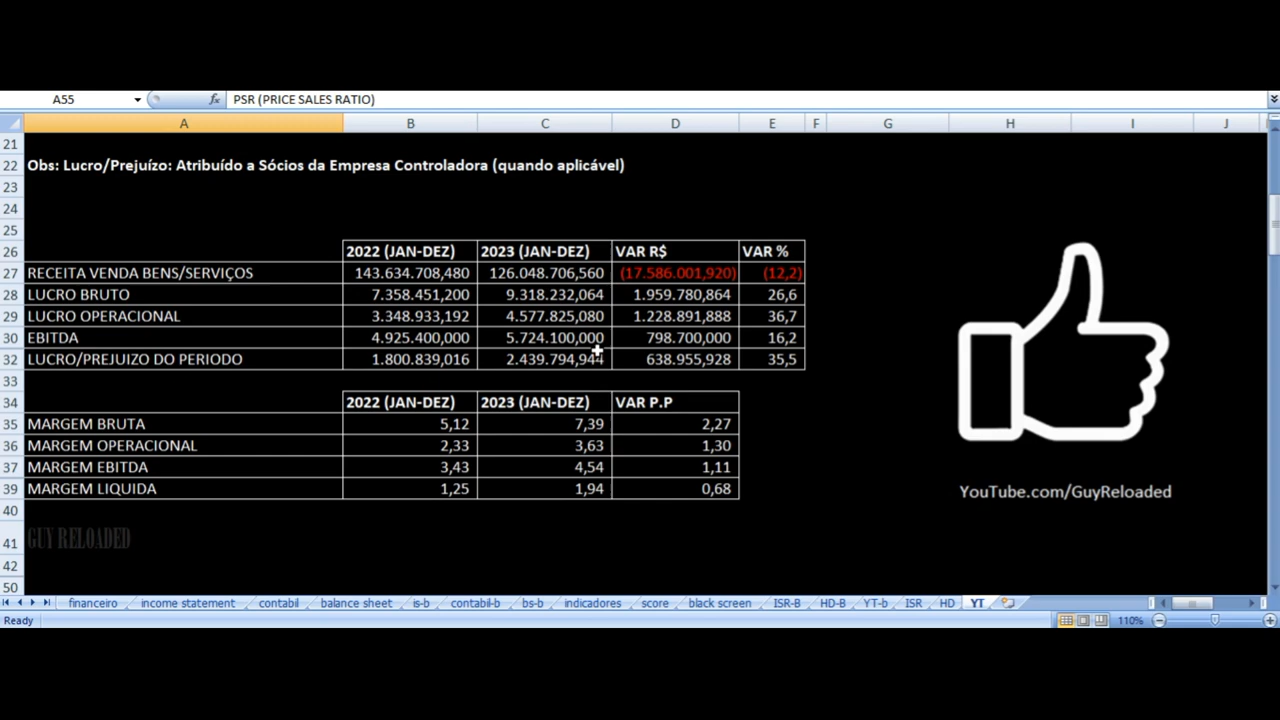 A55 fx PSR (PRICE SALES RATIO)
A B C D E F G H I J
21
22 Obs: Lucro/Prejuízo: Atribuído a Sócios da Empresa Controladora (quando aplicável)
23
24
25
26 2022 (JAN-DEZ) 2023 (JAN-DEZ) VAR R$ VAR %
27 RECEITA VENDA BENS/SERVIÇOS 143.634.708,480 126.048.706,560 (17.586.001,920) (12,2)
28 LUCRO BRUTO 7.358.451,200 9.318.232,064 1.959.780,864 26,6
29 LUCRO OPERACIONAL 3.348.933,192 4.577.825,080 1.228.891,888 36,7
30 EBITDA 4.925.400,000 5.724.100,000 798.700,000 16,2
32 LUCRO/PREJUIZO DO PERIODO 1.800.839,016 2.439.794,944 638.955,928 35,5
33
34 2022 (JAN-DEZ) 2023 (JAN-DEZ) VAR P.P
35 MARGEM BRUTA 5,12 7,39 2,27
36 MARGEM OPERACIONAL 2,33 3,63 1,30
37 MARGEM EBITDA 3,43 4,54 1,11
39 MARGEM LIQUIDA 1,25 1,94 0,68
YouTube.com/GuyReloaded
40
41 GUY RELOADED
42
50
financeiro income statement contabil balance sheet is-b contabil-b bs-b indicadores score black screen ISR-B HD-B YT-b ISR HD YT
Ready 110%